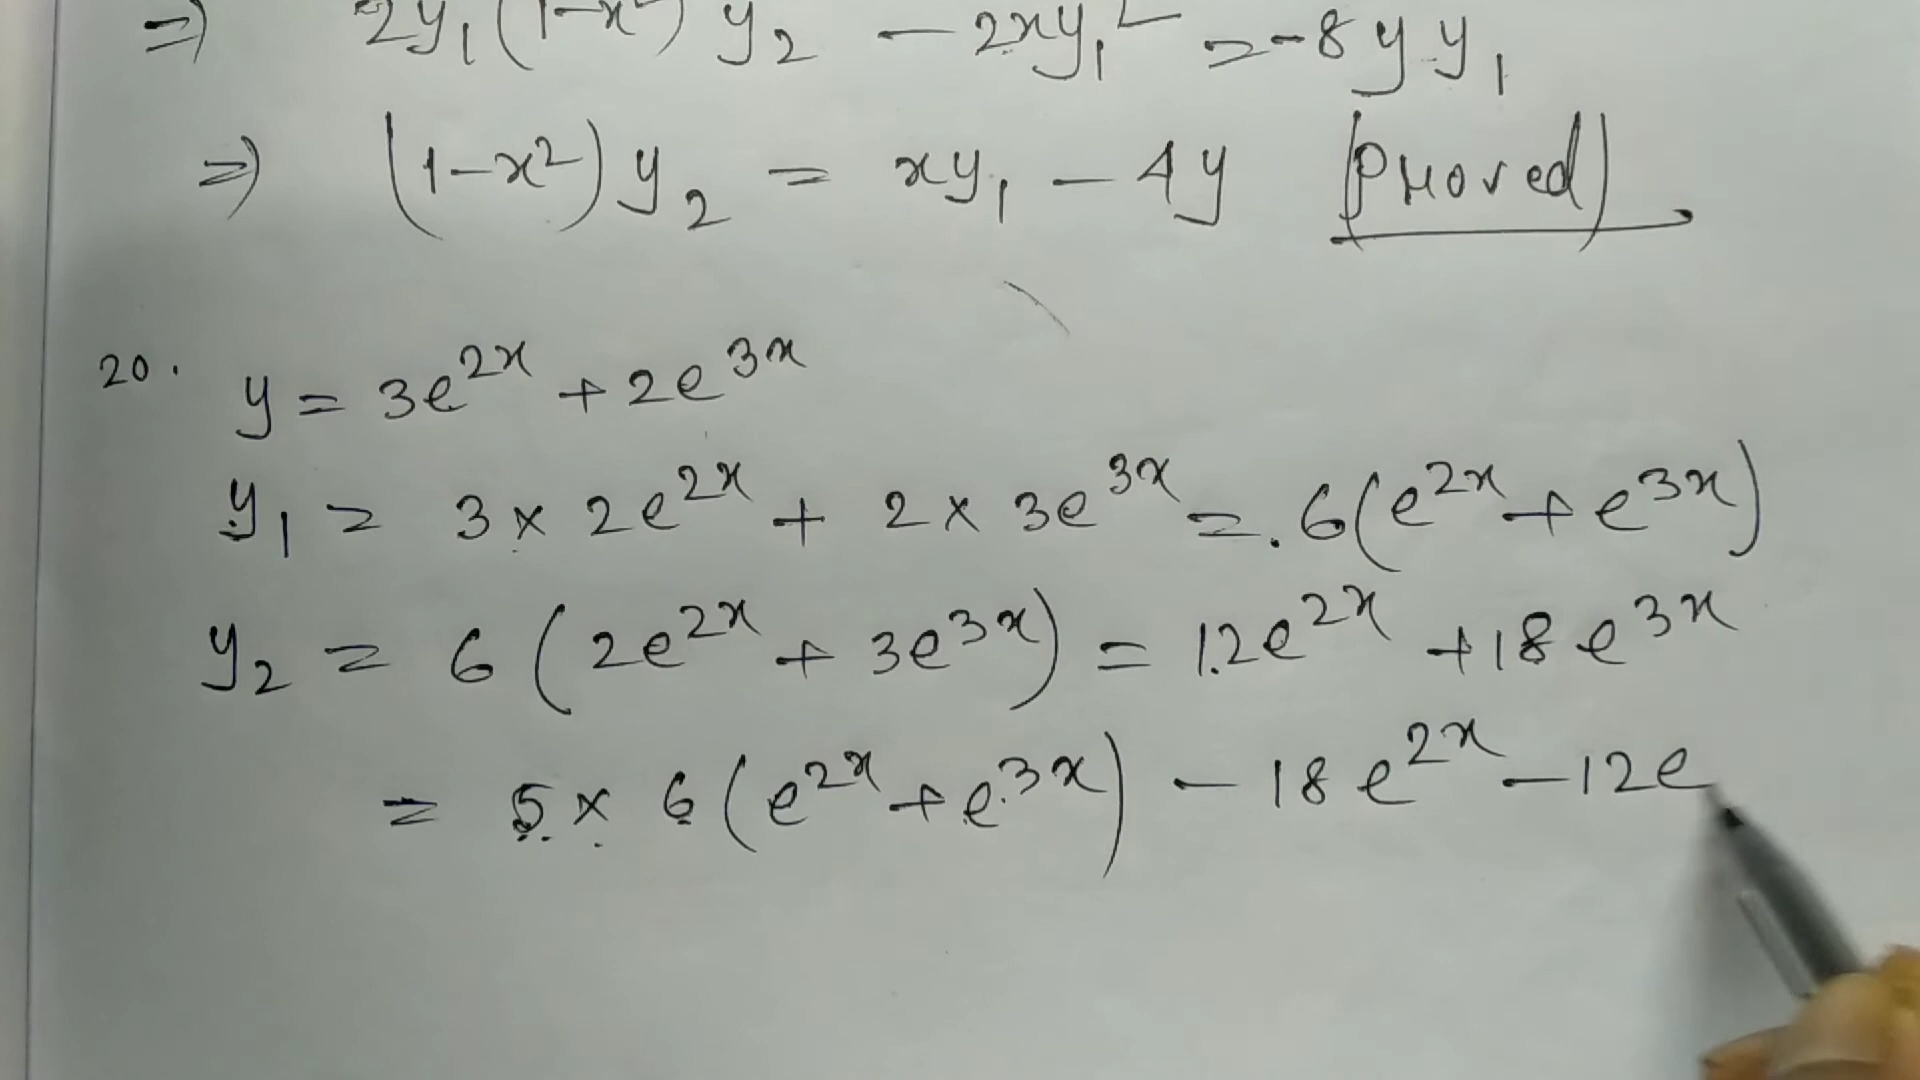 ⇒ 2y₁(1-x²) y₂ - 2xy₁² = -8yy₁
⇒ (1-x²) y₂ = xy₁ - 4y (Proved)
20. y = 3e^{2x} + 2e^{3x}
y₁ = 3 × 2e^{2x} + 2 × 3e^{3x} = 6(e^{2x} + e^{3x})
y₂ = 6 (2e^{2x} + 3e^{3x}) = 12e^{2x} + 18e^{3x}
= 5 × 6 (e^{2x} + e^{3x}) - 18e^{2x} - 12e